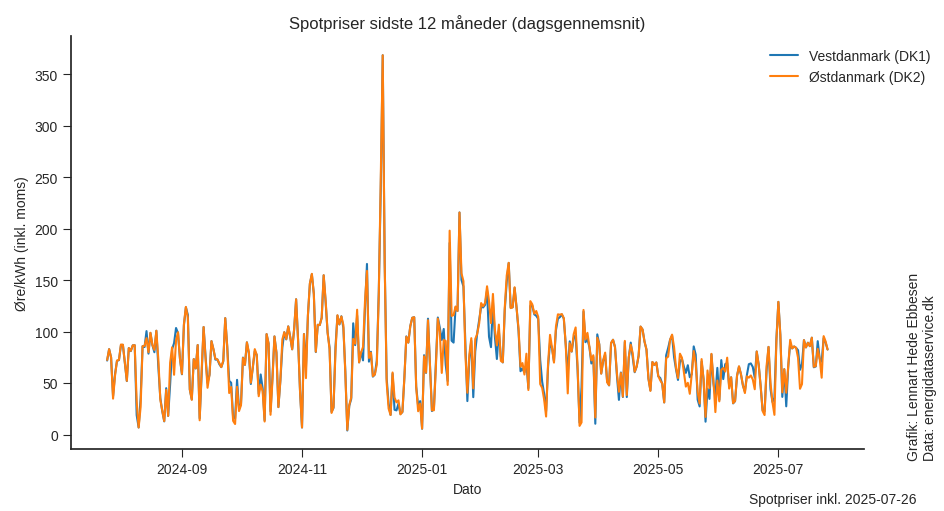 Spotpriser sidste 12 måneder (dagsgennemsnit)
Vestdanmark (DK1)
Østdanmark (DK2)
Øre/kWh (inkl. moms)
350
300
250
200
150
100
50
0
2024-09
2024-11
2025-01
2025-03
2025-05
2025-07
Dato
Grafik: Lennart Hede Ebbesen
Data: energidataservice.dk
Spotpriser inkl. 2025-07-26